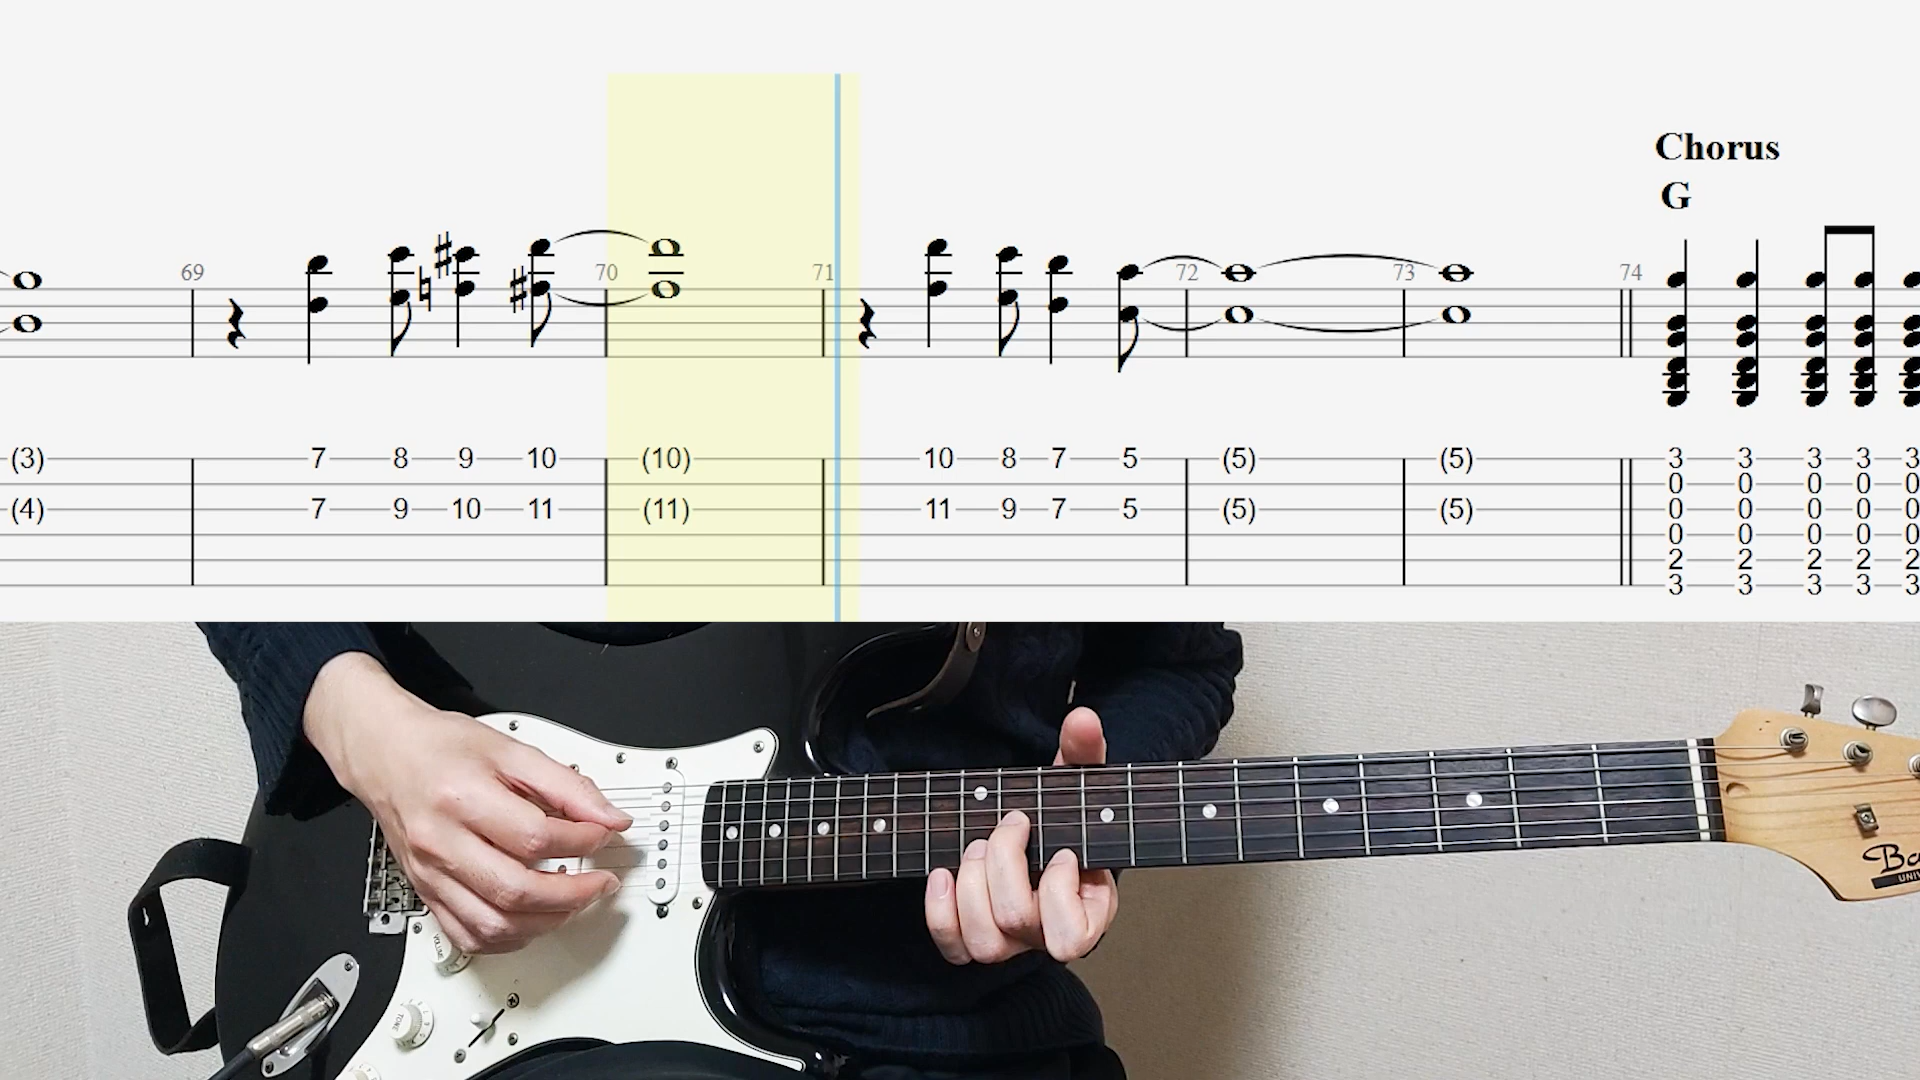 Chorus
G
69 70 71 72 73 74
(3) 7 8 9 10 (10) 10 8 7 5 (5) (5) 3 3 3 3 3
0 0 0 0 0
(4) 7 9 10 11 (11) 11 9 7 5 (5) (5) 0 0 0 0 0
0 0 0 0 0
2 2 2 2 2
3 3 3 3 3
VOLUME
TONE